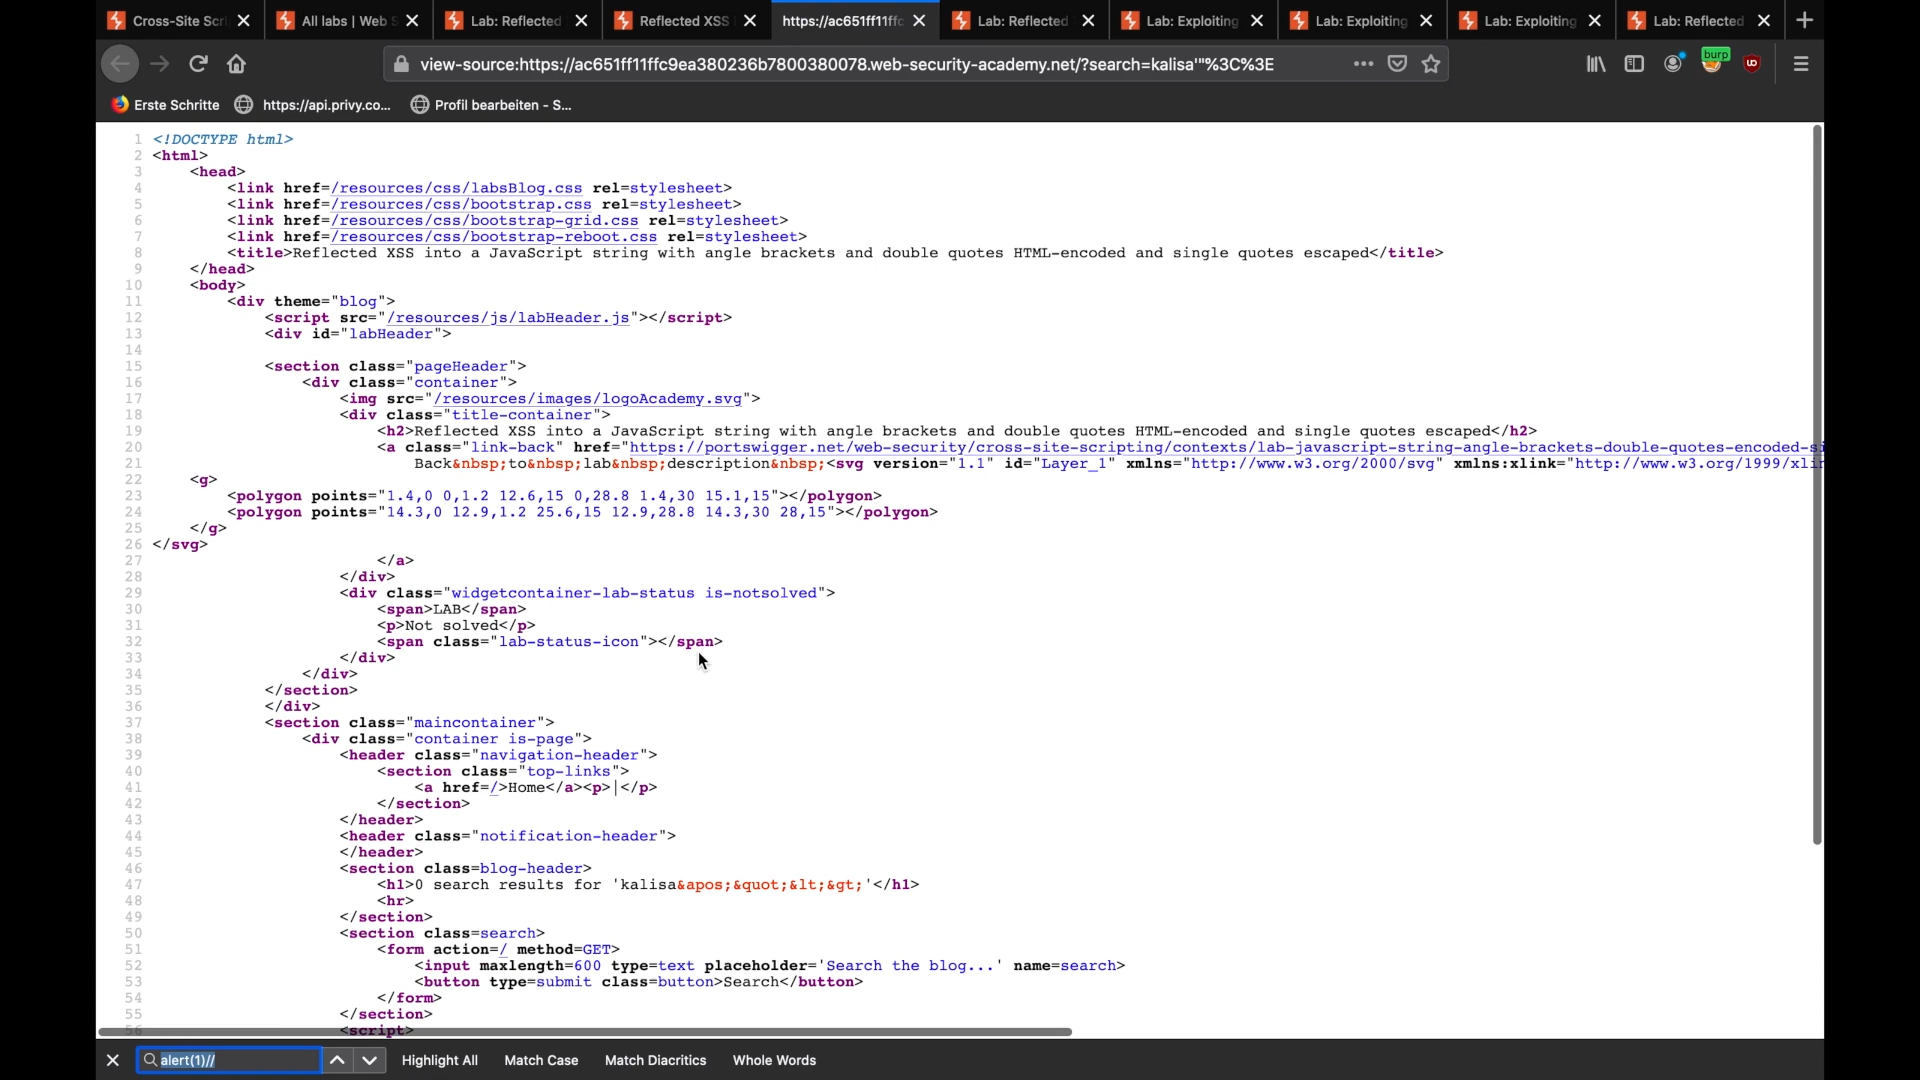 Cross-Site Scri
All labs | Web S
Lab: Reflected
Reflected XSS
https://ac651ff11ffc
Lab: Reflected
Lab: Exploiting
Lab: Exploiting
Lab: Exploiting
Lab: Reflected
view-source:https://ac651ff11ffc9ea380236b7800380078.web-security-academy.net/?search=kalisa'"%3C%3E
burp
Erste Schritte
https://api.privy.co...
Profil bearbeiten - S...
1 <!DOCTYPE html>
2 <html>
3 <head>
4 <link href=/resources/css/labsBlog.css rel=stylesheet>
5 <link href=/resources/css/bootstrap.css rel=stylesheet>
6 <link href=/resources/css/bootstrap-grid.css rel=stylesheet>
7 <link href=/resources/css/bootstrap-reboot.css rel=stylesheet>
8 <title>Reflected XSS into a JavaScript string with angle brackets and double quotes HTML-encoded and single quotes escaped</title>
9 </head>
10 <body>
11 <div theme="blog">
12 <script src="/resources/js/labHeader.js"></script>
13 <div id="labHeader">
14
15 <section class="pageHeader">
16 <div class="container">
17 <img src="/resources/images/logoAcademy.svg">
18 <div class="title-container">
19 <h2>Reflected XSS into a JavaScript string with angle brackets and double quotes HTML-encoded and single quotes escaped</h2>
20 <a class="link-back" href="https://portswigger.net/web-security/cross-site-scripting/contexts/lab-javascript-string-angle-brackets-double-quotes-encoded-si
21 Back&nbsp;to&nbsp;lab&nbsp;description&nbsp;<svg version="1.1" id="Layer_1" xmlns="http://www.w3.org/2000/svg" xmlns:xlink="http://www.w3.org/1999/xlin
22 <g>
23 <polygon points="1.4,0 0,1.2 12.6,15 0,28.8 1.4,30 15.1,15"></polygon>
24 <polygon points="14.3,0 12.9,1.2 25.6,15 12.9,28.8 14.3,30 28,15"></polygon>
25 </g>
26 </svg>
27 </a>
28 </div>
29 <div class="widgetcontainer-lab-status is-notsolved">
30 <span>LAB</span>
31 <p>Not solved</p>
32 <span class="lab-status-icon"></span>
33 </div>
34 </div>
35 </section>
36 </div>
37 <section class="maincontainer">
38 <div class="container is-page">
39 <header class="navigation-header">
40 <section class="top-links">
41 <a href=/>Home</a><p>|</p>
42 </section>
43 </header>
44 <header class="notification-header">
45 </header>
46 <section class=blog-header>
47 <h1>0 search results for 'kalisa&apos;&quot;&lt;&gt;'</h1>
48 <hr>
49 </section>
50 <section class=search>
51 <form action=/ method=GET>
52 <input maxlength=600 type=text placeholder='Search the blog...' name=search>
53 <button type=submit class=button>Search</button>
54 </form>
55 </section>
56 <script>
alert(1)//
Highlight All
Match Case
Match Diacritics
Whole Words